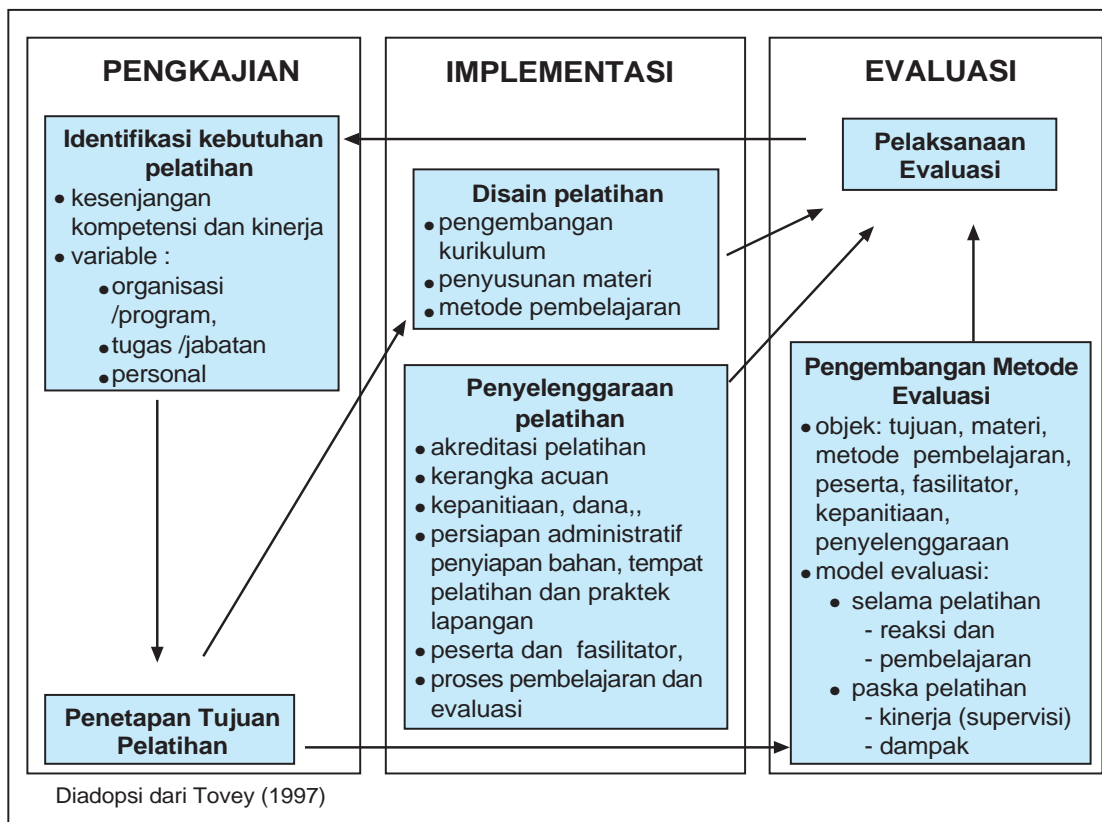 PENGKAJIAN
Identifikasi kebutuhan
pelatihan
• kesenjangan
kompetensi dan kinerja
• variable :
• organisasi
/program,
• tugas /jabatan
• personal
Penetapan Tujuan
Pelatihan
IMPLEMENTASI
Disain pelatihan
• pengembangan
kurikulum
• penyusunan materi
• metode pembelajaran
Penyelenggaraan
pelatihan
• akreditasi pelatihan
• kerangka acuan
• kepanitiaan, dana,,
• persiapan administratif
penyiapan bahan, tempat
pelatihan dan praktek
lapangan
• peserta dan fasilitator,
• proses pembelajaran dan
evaluasi
EVALUASI
Pelaksanaan
Evaluasi
Pengembangan Metode
Evaluasi
• objek: tujuan, materi,
metode pembelajaran,
peserta, fasilitator,
kepanitiaan,
penyelenggaraan
• model evaluasi:
• selama pelatihan
- reaksi dan
- pembelajaran
• paska pelatihan
- kinerja (supervisi)
- dampak
Diadopsi dari Tovey (1997)